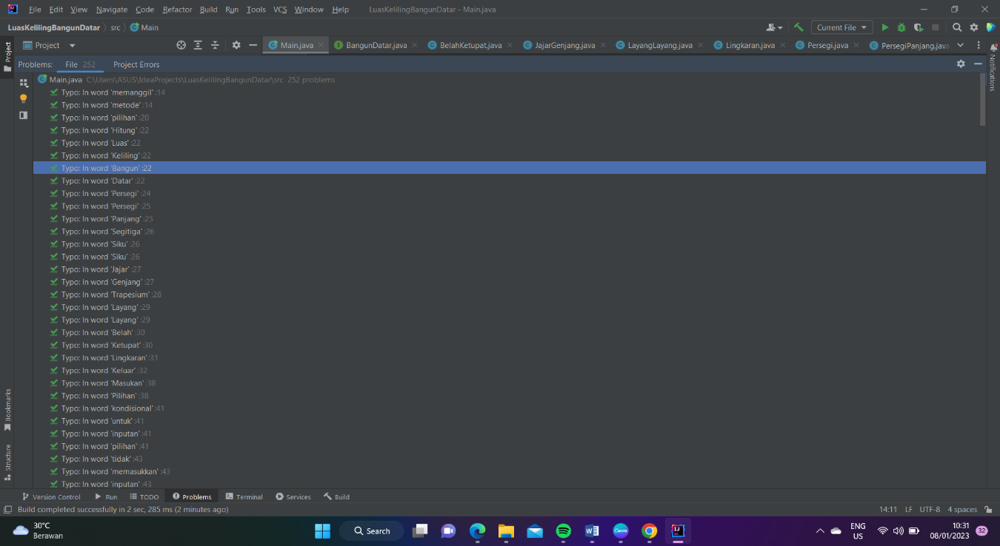 File Edit View Navigate Code Refactor Build Run Tools VCS Window Help LuasKelilingBangunDatar - Main.java
LuasKelilingBangunDatar src Main Current File
Project Main.java BangunDatar.java BelahKetupat.java JajarGenjang.java LayangLayang.java Lingkaran.java Persegi.java PersegiPanjang.java
Project
Notifications
Problems: File 252 Project Errors
Main.java C:\Users\ASUS\IdeaProjects\LuasKelilingBangunDatar\src 252 problems
Typo: In word 'memanggil' :14
Typo: In word 'metode' :14
Typo: In word 'pilihan' :20
Typo: In word 'Hitung' :22
Typo: In word 'Luas' :22
Typo: In word 'Keliling' :22
Typo: In word 'Bangun' :22
Typo: In word 'Datar' :22
Typo: In word 'Persegi' :24
Typo: In word 'Persegi' :25
Typo: In word 'Panjang' :25
Typo: In word 'Segitiga' :26
Typo: In word 'Siku' :26
Typo: In word 'Siku' :26
Typo: In word 'Jajar' :27
Typo: In word 'Genjang' :27
Typo: In word 'Trapesium' :28
Typo: In word 'Layang' :29
Typo: In word 'Layang' :29
Typo: In word 'Belah' :30
Typo: In word 'Ketupat' :30
Typo: In word 'Lingkaran' :31
Typo: In word 'Keluar' :32
Typo: In word 'Masukan' :38
Typo: In word 'Pilihan' :38
Typo: In word 'kondisional' :41
Typo: In word 'untuk' :41
Typo: In word 'inputan' :41
Typo: In word 'pilihan' :41
Typo: In word 'tidak' :43
Typo: In word 'memasukkan' :43
Typo: In word 'inputan' :43
Bookmarks
Structure
Version Control Run TODO Problems Terminal Services Build
Build completed successfully in 2 sec, 285 ms (2 minutes ago) 14:11 LF UTF-8 4 spaces
30°C
Berawan
Search
ENG
US
10:31
08/01/2023
32